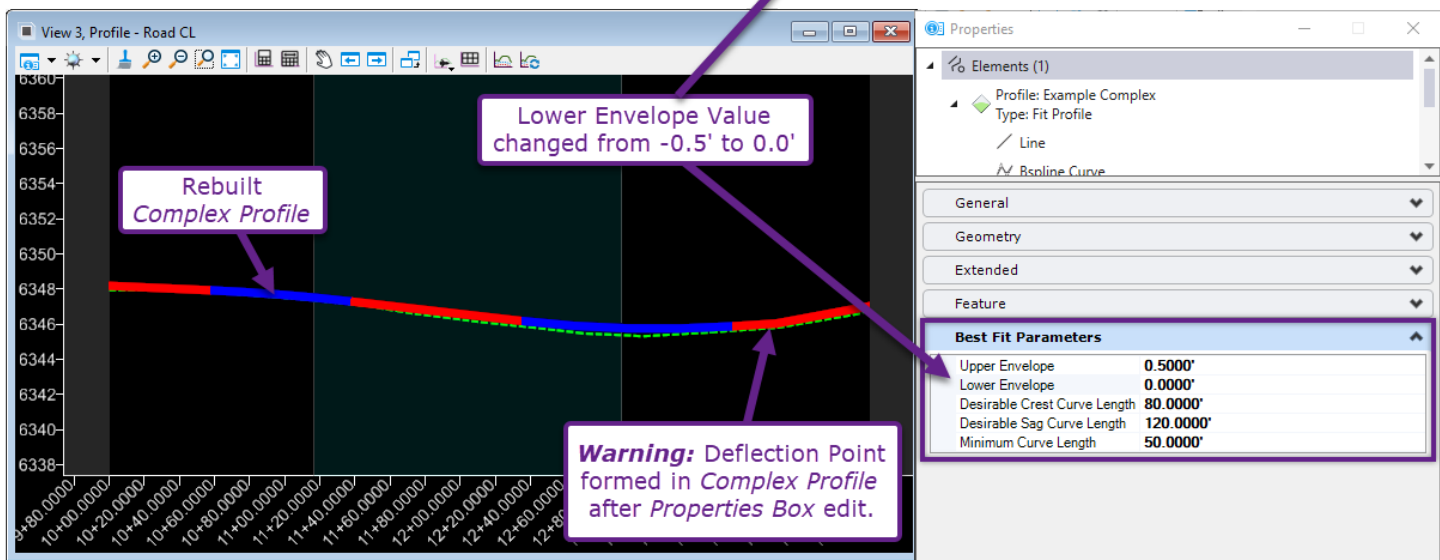 View 3, Profile - Road CL
6360-
6358-
6356-
6354-
6352-
6350-
6348-
6346-
6344-
6342-
6340-
6338-
Lower Envelope Value
changed from -0.5' to 0.0'
Rebuilt
Complex Profile
Warning: Deflection Point
formed in Complex Profile
after Properties Box edit.
9+80.0000
10+00.0000
10+20.0000
10+40.0000
10+60.0000
10+80.0000
11+00.0000
11+20.0000
11+40.0000
11+60.0000
11+80.0000
12+00.0000
12+20.0000
12+40.0000
12+60.0000
Properties
Elements (1)
Profile: Example Complex
Type: Fit Profile
Line
Bspline Curve
General
Geometry
Extended
Feature
Best Fit Parameters
Upper Envelope 0.5000'
Lower Envelope 0.0000'
Desirable Crest Curve Length 80.0000'
Desirable Sag Curve Length 120.0000'
Minimum Curve Length 50.0000'